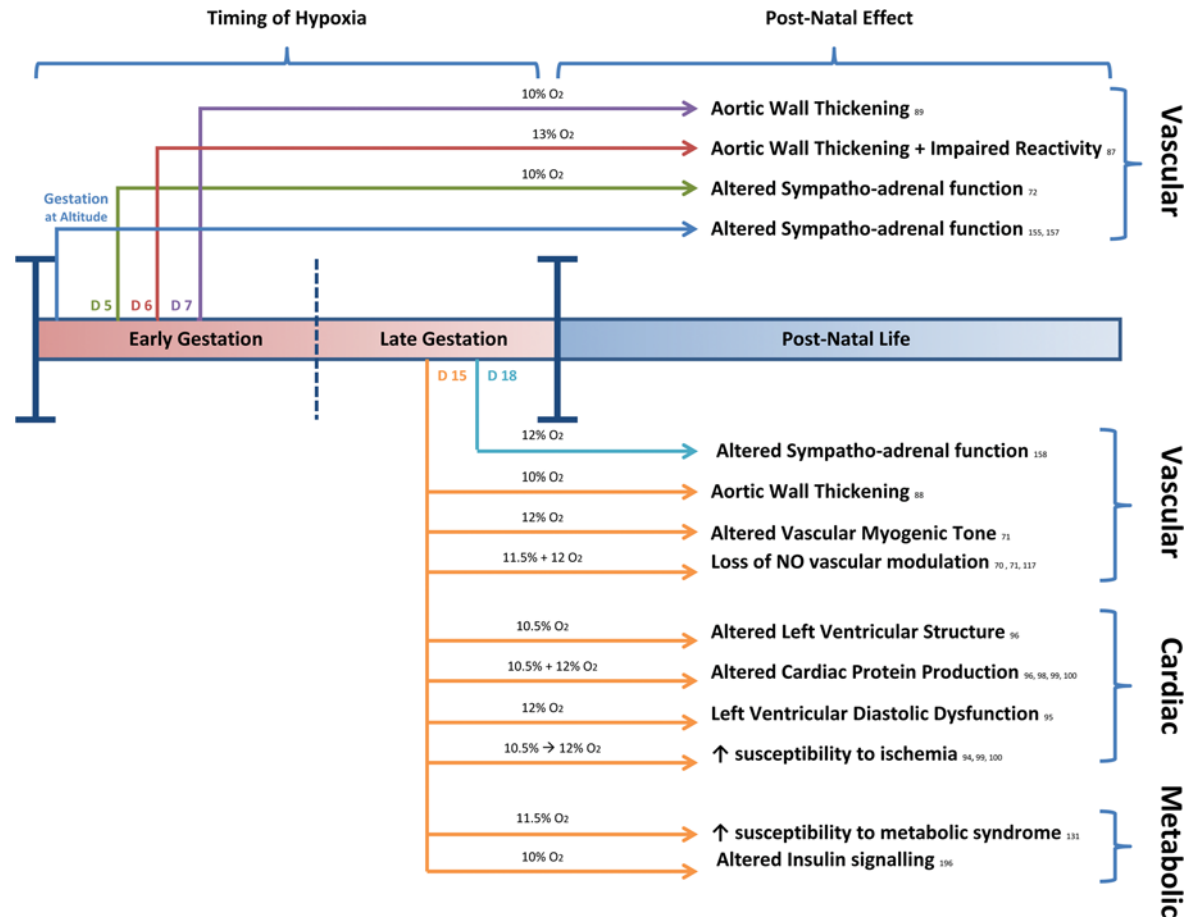 Timing of Hypoxia
Post-Natal Effect
10% O2
Aortic Wall Thickening 89
13% O2
Aortic Wall Thickening + Impaired Reactivity 87
10% O2
Altered Sympatho-adrenal function 72
Gestation
at Altitude
Altered Sympatho-adrenal function 155, 157
Vascular
D 5
D 6
D 7
Early Gestation
Late Gestation
Post-Natal Life
D 15
D 18
12% O2
Altered Sympatho-adrenal function 158
10% O2
Aortic Wall Thickening 88
12% O2
Altered Vascular Myogenic Tone 71
11.5% + 12 O2
Loss of NO vascular modulation 70 , 71, 117
Vascular
10.5% O2
Altered Left Ventricular Structure 96
10.5% + 12% O2
Altered Cardiac Protein Production 96, 98, 99, 100
12% O2
Left Ventricular Diastolic Dysfunction 95
10.5% → 12% O2
↑ susceptibility to ischemia 94, 99, 100
Cardiac
11.5% O2
↑ susceptibility to metabolic syndrome 131
10% O2
Altered Insulin signalling 196
Metabolic